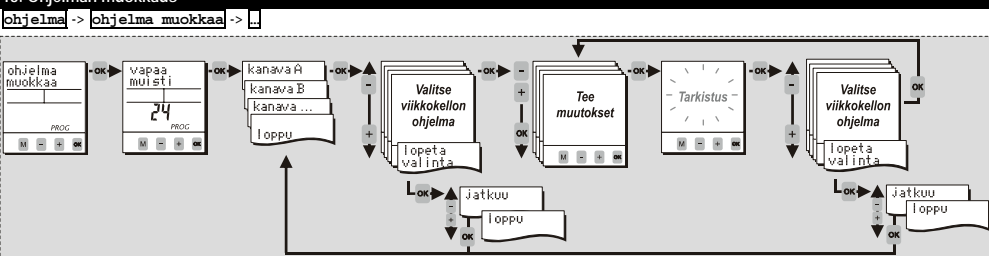 ohjelma -> ohjelma muokkaa -> ...
ohjelma
muokkaa
PROG
M - + OK
OK
vapaa
muisti
24
PROG
M - + OK
OK
kanava A
kanava B
kanava ...
loppu
OK
-
+
Valitse
viikkokellon
ohjelma
lopeta
valinta
OK
-
+
OK
jatkuu
loppu
OK
-
+
OK
Tee
muutokset
M - + OK
OK
Tarkistus
M - + OK
OK
-
+
Valitse
viikkokellon
ohjelma
lopeta
valinta
OK
OK
-
+
OK
jatkuu
loppu